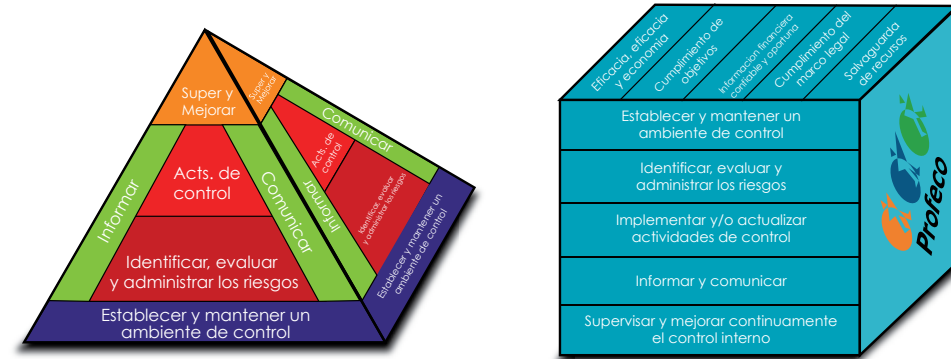 Super y
Mejorar
Informar
Acts. de
control
Comunicar
Identificar, evaluar
y administrar los riesgos
Establecer y mantener un
ambiente de control
Super y
Mejorar
Comunicar
Informar
Acts. de
control
Identificar, evaluar
y administrar los riesgos
Establecer y mantener un
ambiente de control
Eficacia, eficacia
y economia
Cumplimiento de
objetivos
Informacion financiera
confiable y oportuna
Cumplimiento del
marco legal
Salvaguarda
de recursos
Establecer y mantener un
ambiente de control
Identificar, evaluar y
administrar los riesgos
Implementar y/o actualizar
actividades de control
Informar y comunicar
Supervisar y mejorar continuamente
el control interno
Profeco